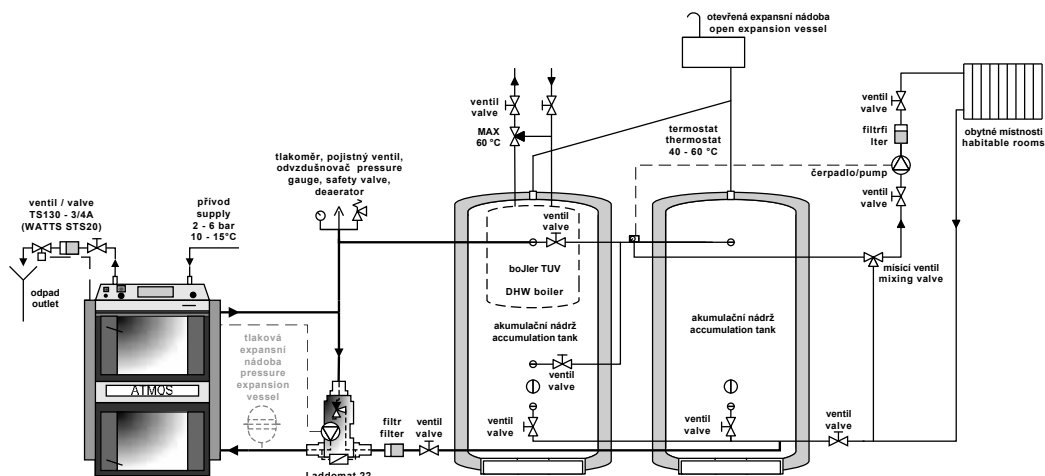 otevřená expansní nádoba
open expansion vessel
ventil
valve
MAX
60 °C
termostat
thermostat
40 - 60 °C
ventil
valve
filtrfi
lter
čerpadlo/pump
ventil
valve
obytné místnosti
habitable rooms
tlakoměr, pojistný ventil,
odvzdušňovač pressure
gauge, safety valve,
deaerator
ventil / valve
TS130 - 3/4A
(WATTS STS20)
přívod
supply
2 - 6 bar
10 - 15°C
odpad
outlet
ventil
valve
bojler TUV
DHW boiler
mísící ventil
mixing valve
akumulační nádrž
accumulation tank
akumulační nádrž
accumulation tank
tlaková
expansní
nádoba
pressure
expansion
vessel
ATMOS
ventil
valve
filtr
filter
ventil
valve
ventil
valve
ventil
valve
ventil
valve
Laddomat 22